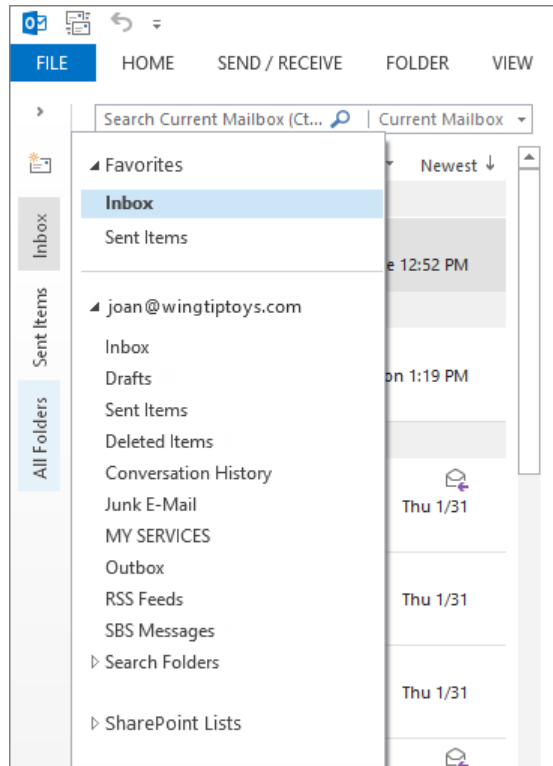 FILE HOME SEND / RECEIVE FOLDER VIEW
Search Current Mailbox (Ct... Current Mailbox
Newest
Favorites
Inbox
Sent Items
12:52 PM
joan@wingtiptoys.com
Inbox
Drafts
1:19 PM
Sent Items
Deleted Items
Conversation History
Junk E-Mail
Thu 1/31
MY SERVICES
Outbox
RSS Feeds
Thu 1/31
SBS Messages
Search Folders
Thu 1/31
SharePoint Lists
Inbox
Sent Items
All Folders